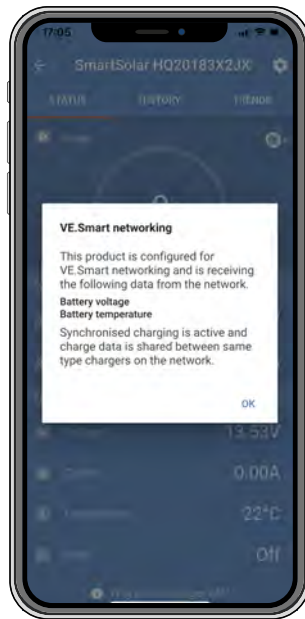 17:05
SmartSolar HQ20183X2JX
STATUS HISTORY TRENDS
VE.Smart networking
This product is configured for
VE.Smart networking and is receiving
the following data from the network.
Battery voltage
Battery temperature
Synchronised charging is active and
charge data is shared between same
type chargers on the network.
OK
13.53V
0.00A
22°C
Off